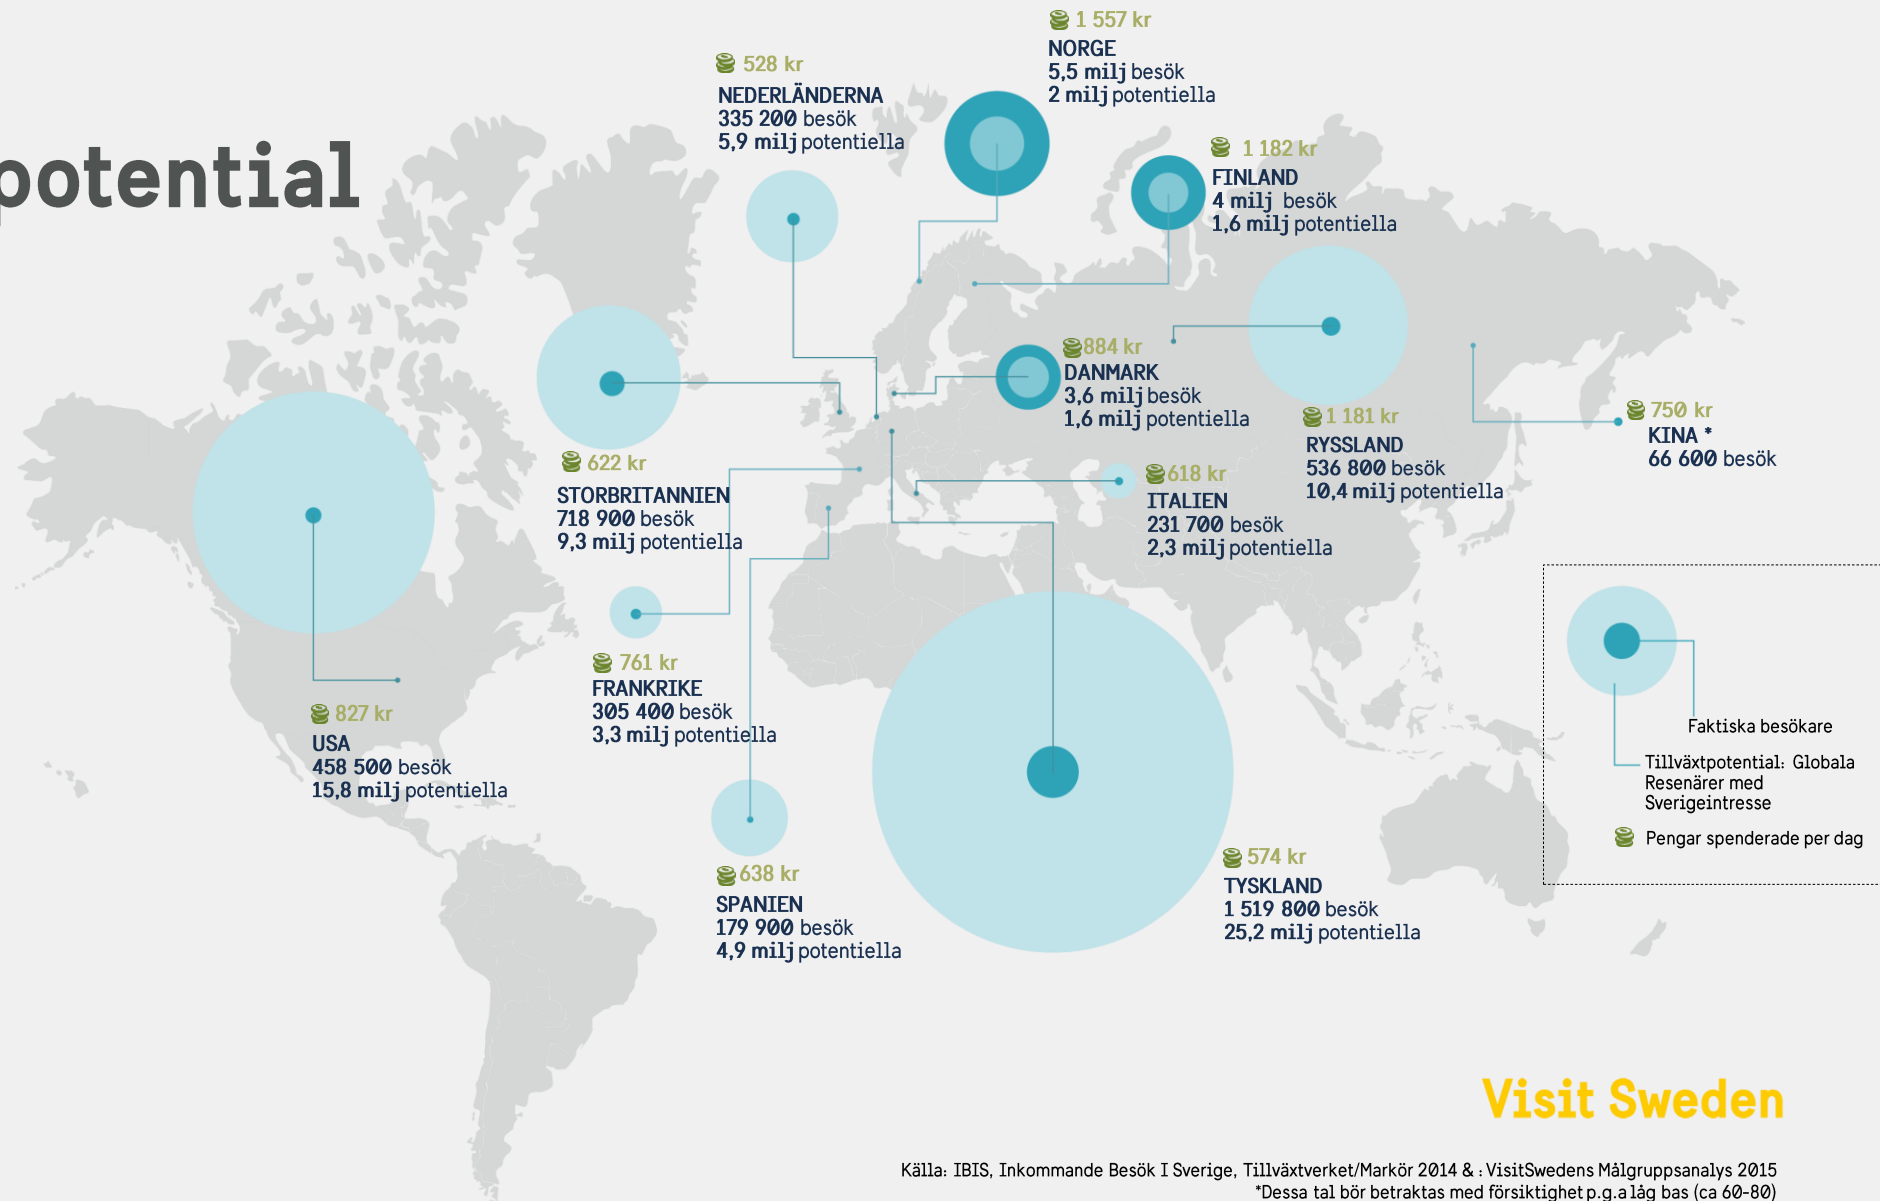 potential
1 557 kr
NORGE
5,5 milj besök
2 milj potentiella
528 kr
NEDERLÄNDERNA
335 200 besök
5,9 milj potentiella
1 182 kr
FINLAND
4 milj besök
1,6 milj potentiella
884 kr
DANMARK
3,6 milj besök
1,6 milj potentiella
1 181 kr
RYSSLAND
536 800 besök
10,4 milj potentiella
750 kr
KINA *
66 600 besök
622 kr
STORBRITANNIEN
718 900 besök
9,3 milj potentiella
618 kr
ITALIEN
231 700 besök
2,3 milj potentiella
761 kr
FRANKRIKE
305 400 besök
3,3 milj potentiella
827 kr
USA
458 500 besök
15,8 milj potentiella
638 kr
SPANIEN
179 900 besök
4,9 milj potentiella
574 kr
TYSKLAND
1 519 800 besök
25,2 milj potentiella
Faktiska besökare
Tillväxtpotential: Globala
Resenärer med
Sverigeintresse
Pengar spenderade per dag
Visit Sweden
Källa: IBIS, Inkommande Besök I Sverige, Tillväxtverket/Markör 2014 & : VisitSwedens Målgruppsanalys 2015
*Dessa tal bör betraktas med försiktighet p.g.a låg bas (ca 60-80)